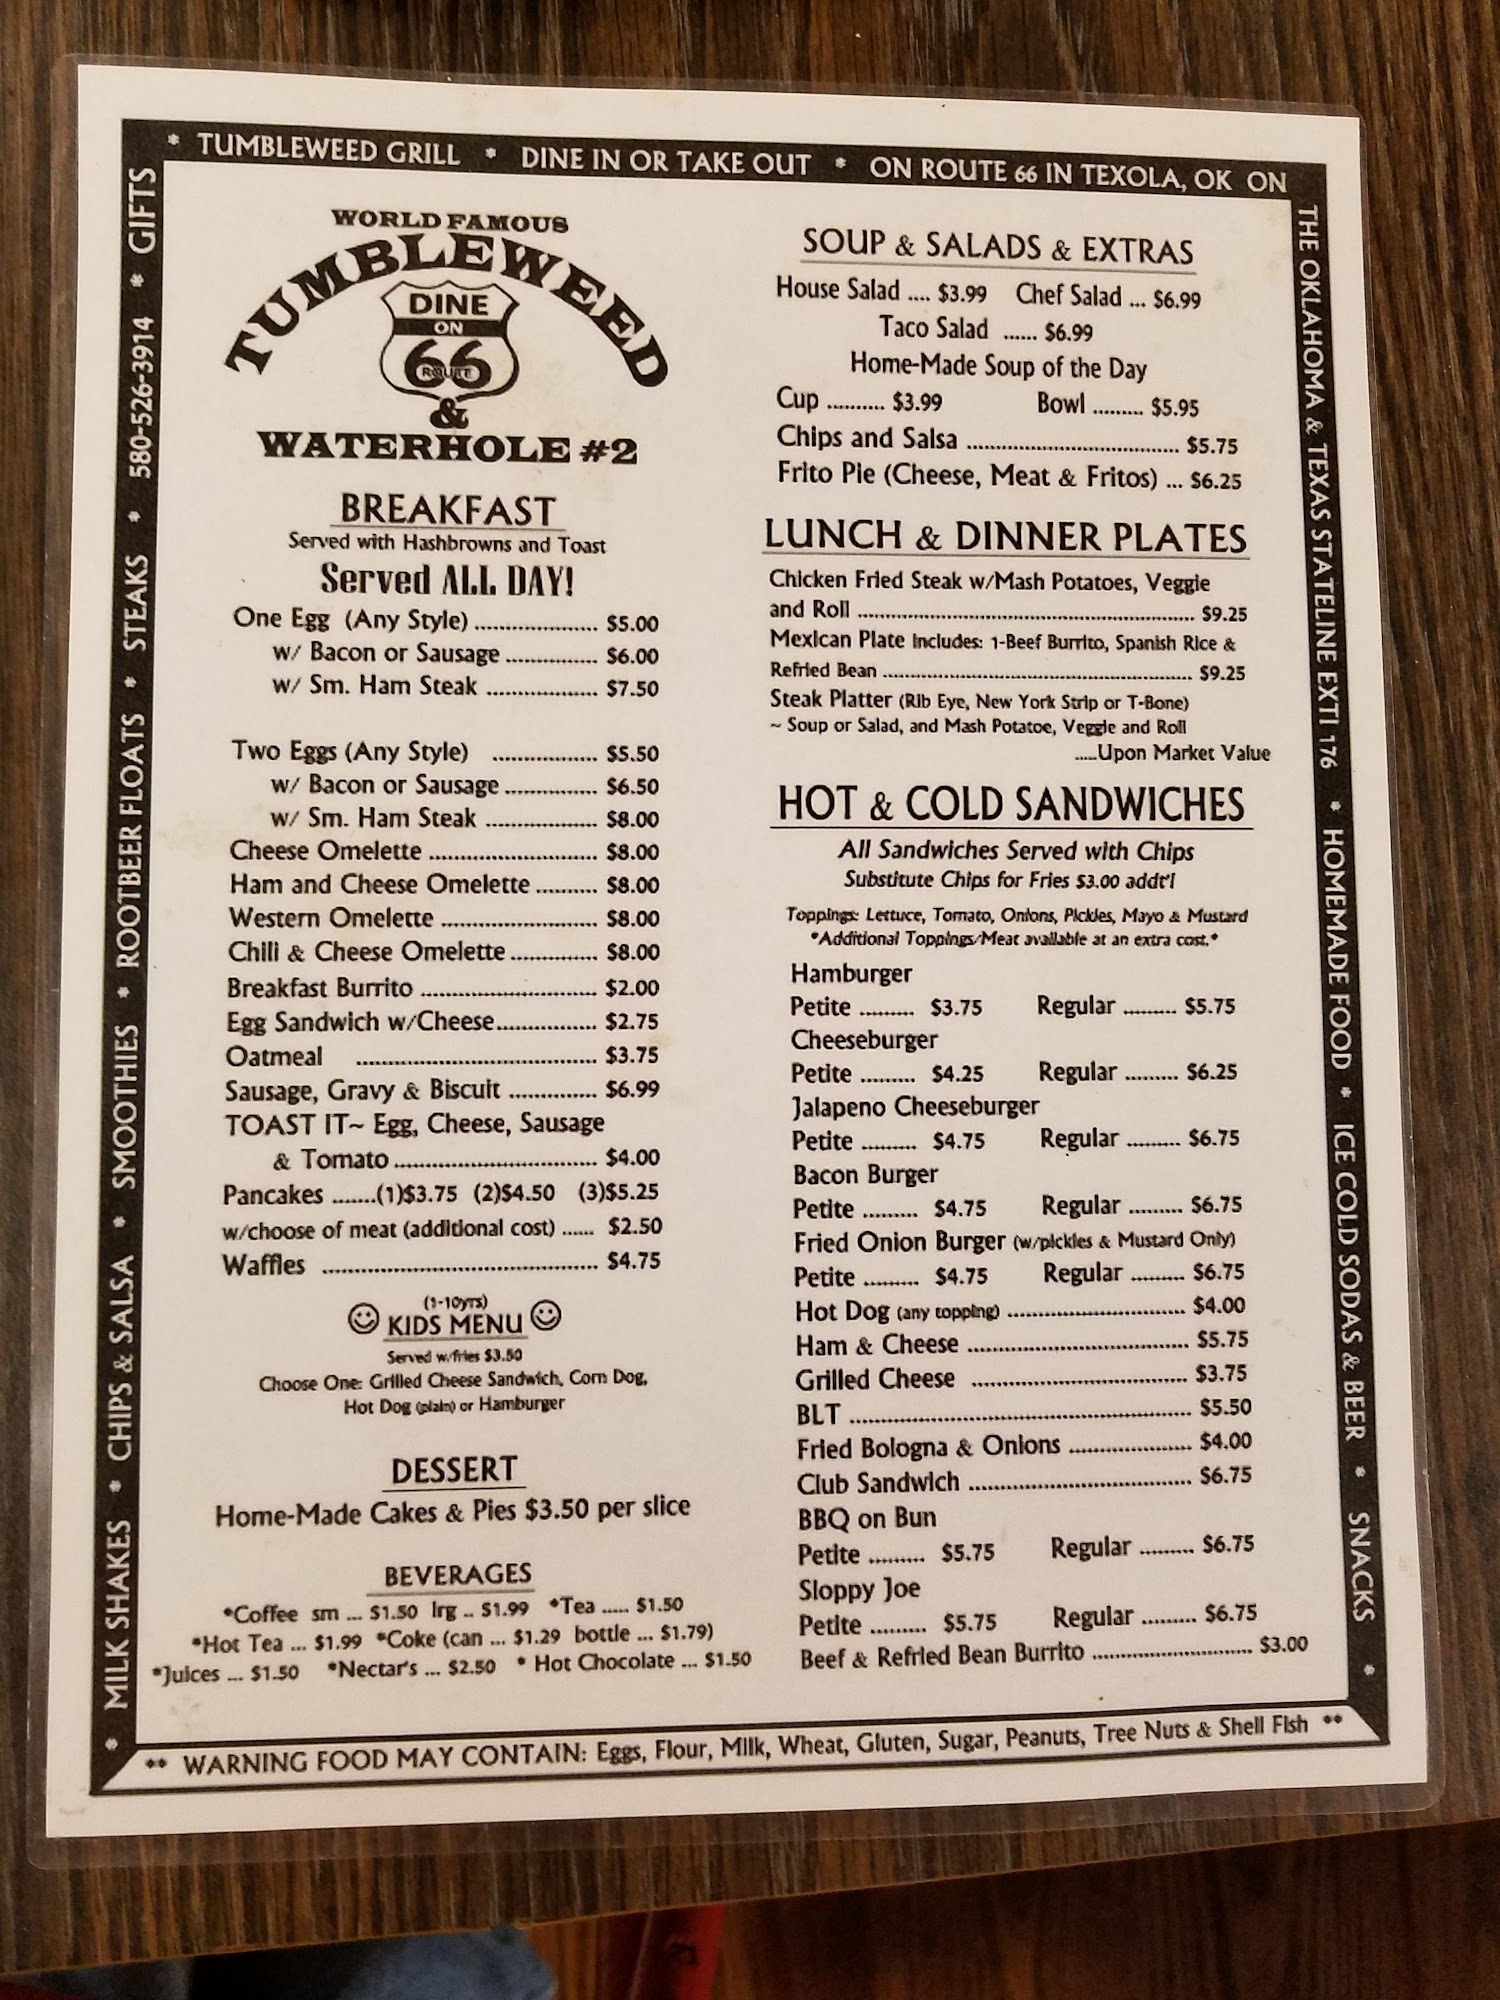 * TUMBLEWEED GRILL * DINE IN OR TAKE OUT * ON ROUTE 66 IN TEXOLA, OK ON
THE OKLAHOMA & TEXAS STATELINE EXTI 176 * HOMEMADE FOOD * ICE COLD SODAS & BEER * SNACKS *
* MILK SHAKES * CHIPS & SALSA * SMOOTHIES * ROOTBEER FLOATS * STEAKS * 580-526-3914 * GIFTS
WORLD FAMOUS
TUMBLEWEED
DINE
ON
66
ROUTE
&
WATERHOLE #2
BREAKFAST
Served with Hashbrowns and Toast
Served ALL DAY!
One Egg (Any Style) ..................... $5.00
w/ Bacon or Sausage ................ $6.00
w/ Sm. Ham Steak ................... $7.50
Two Eggs (Any Style) .................. $5.50
w/ Bacon or Sausage ................ $6.50
w/ Sm. Ham Steak ................... $8.00
Cheese Omelette ............................. $8.00
Ham and Cheese Omelette .......... $8.00
Western Omelette .......................... $8.00
Chili & Cheese Omelette ............... $8.00
Breakfast Burrito .............................. $2.00
Egg Sandwich w/Cheese................. $2.75
Oatmeal ......................................... $3.75
Sausage, Gravy & Biscuit ............... $6.99
TOAST IT~ Egg, Cheese, Sausage
& Tomato ................................... $4.00
Pancakes .......(1)$3.75 (2)$4.50 (3)$5.25
w/choose of meat (additional cost) ...... $2.50
Waffles ............................................... $4.75
(1-10yrs)
KIDS MENU
Served w/fries $3.50
Choose One: Grilled Cheese Sandwich, Corn Dog,
Hot Dog (plain) or Hamburger
DESSERT
Home-Made Cakes & Pies $3.50 per slice
BEVERAGES
*Coffee sm ... $1.50 lrg .. $1.99 *Tea ..... $1.50
*Hot Tea ... $1.99 *Coke (can ... $1.29 bottle ... $1.79)
*Juices ... $1.50 *Nectar's ... $2.50 * Hot Chocolate ... $1.50
SOUP & SALADS & EXTRAS
House Salad .... $3.99 Chef Salad ... $6.99
Taco Salad ...... $6.99
Home-Made Soup of the Day
Cup .......... $3.99 Bowl ......... $5.95
Chips and Salsa ..................................... $5.75
Frito Pie (Cheese, Meat & Fritos) ... $6.25
LUNCH & DINNER PLATES
Chicken Fried Steak w/Mash Potatoes, Veggie
and Roll ............................................................. $9.25
Mexican Plate Includes: 1-Beef Burrito, Spanish Rice &
Refried Bean ........................................................ $9.25
Steak Platter (Rib Eye, New York Strip or T-Bone)
~ Soup or Salad, and Mash Potatoe, Veggie and Roll
.....Upon Market Value
HOT & COLD SANDWICHES
All Sandwiches Served with Chips
Substitute Chips for Fries $3.00 addt'l
Toppings: Lettuce, Tomato, Onions, Pickles, Mayo & Mustard
*Additional Toppings/Meat available at an extra cost.*
Hamburger
Petite ......... $3.75 Regular ......... $5.75
Cheeseburger
Petite ......... $4.25 Regular ......... $6.25
Jalapeno Cheeseburger
Petite ......... $4.75 Regular ......... $6.75
Bacon Burger
Petite ......... $4.75 Regular ......... $6.75
Fried Onion Burger (w/pickles & Mustard Only)
Petite ......... $4.75 Regular ......... $6.75
Hot Dog (any topping) ............................... $4.00
Ham & Cheese ...................................... $5.75
Grilled Cheese ..................................... $3.75
BLT ........................................................... $5.50
Fried Bologna & Onions ..................... $4.00
Club Sandwich ...................................... $6.75
BBQ on Bun
Petite ......... $5.75 Regular ......... $6.75
Sloppy Joe
Petite ......... $5.75 Regular ......... $6.75
Beef & Refried Bean Burrito ............................ $3.00
** WARNING FOOD MAY CONTAIN: Eggs, Flour, Milk, Wheat, Gluten, Sugar, Peanuts, Tree Nuts & Shell Fish **